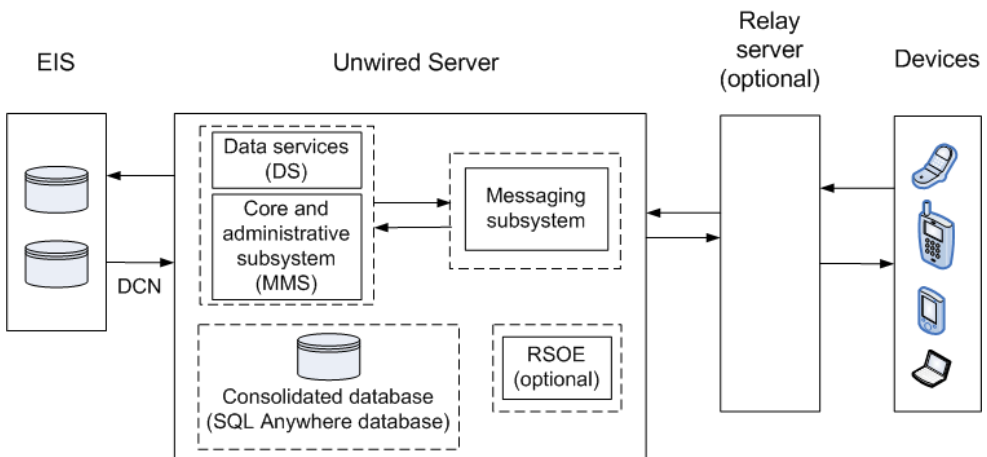 EIS
Unwired Server
Relay
server
(optional)
Devices
Data services
(DS)
Core and
administrative
subsystem
(MMS)
Messaging
subsystem
DCN
Consolidated database
(SQL Anywhere database)
RSOE
(optional)